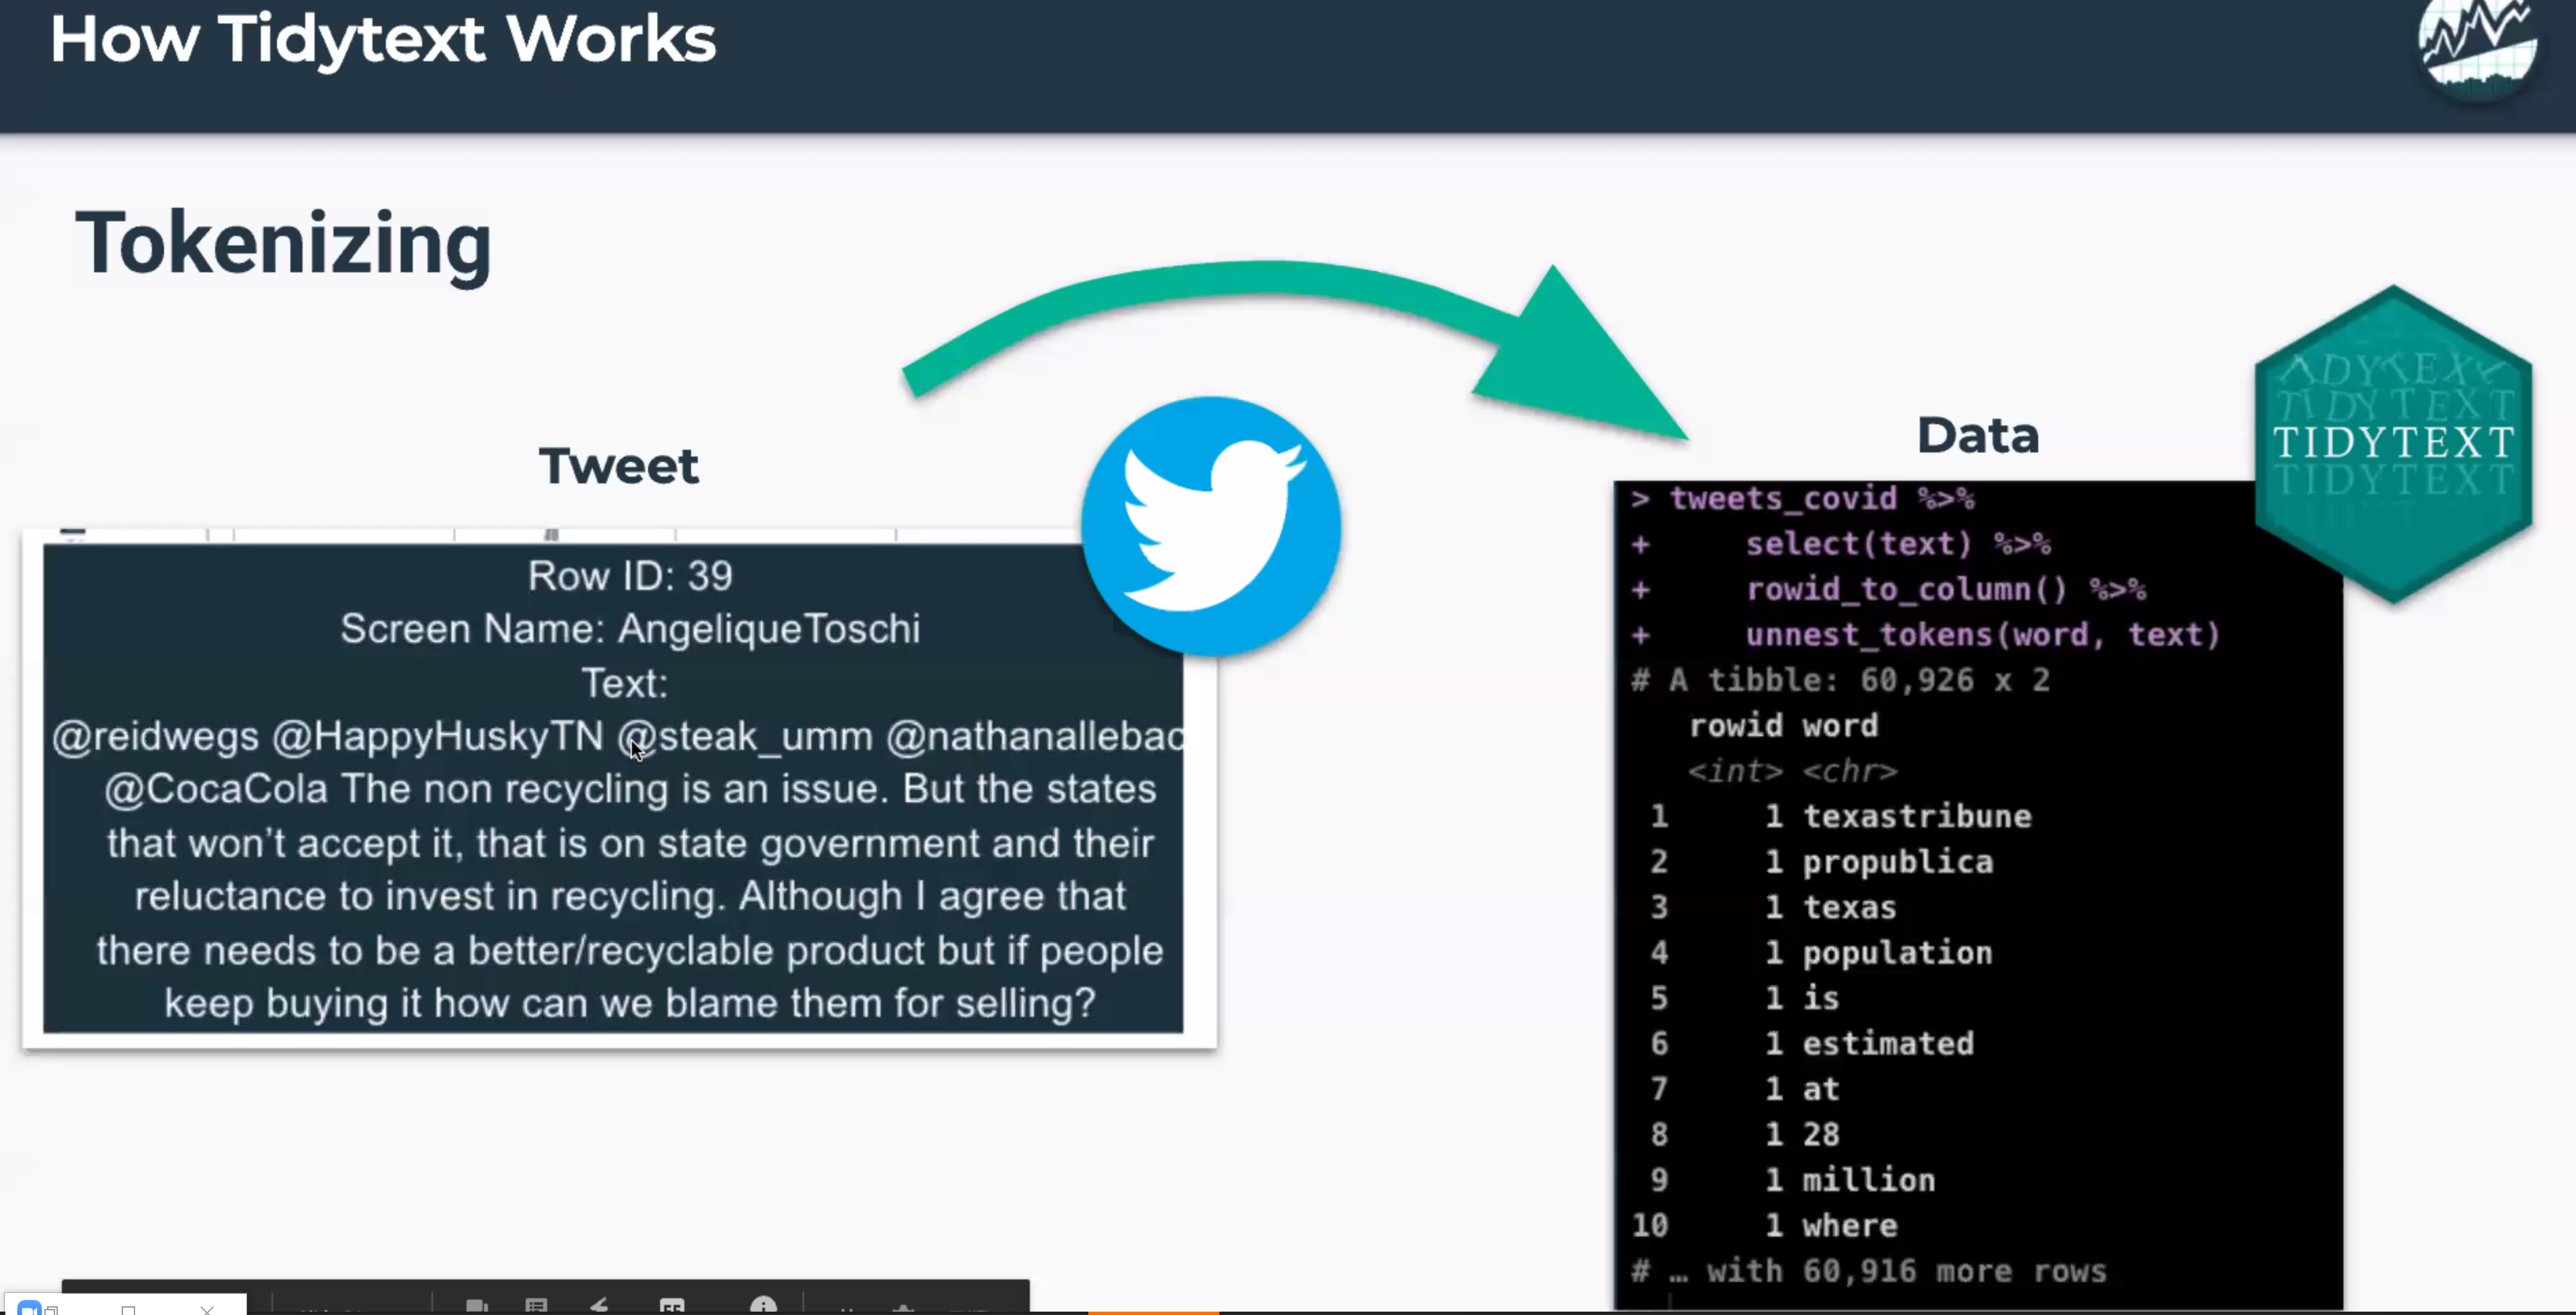 How Tidytext Works
Tokenizing
Tweet
Row ID: 39
Screen Name: AngeliqueToschi
Text:
@reidwegs @HappyHuskyTN @steak_umm @nathanallebac
@CocaCola The non recycling is an issue. But the states
that won't accept it, that is on state government and their
reluctance to invest in recycling. Although I agree that
there needs to be a better/recyclable product but if people
keep buying it how can we blame them for selling?
Data
TIDYTEXT
TIDYTEXT
TIDYTEXT
> tweets_covid %>%
+ select(text) %>%
+ rowid_to_column() %>%
+ unnest_tokens(word, text)
# A tibble: 60,926 x 2
rowid word
<int> <chr>
1 1 texastribune
2 1 propublica
3 1 texas
4 1 population
5 1 is
6 1 estimated
7 1 at
8 1 28
9 1 million
10 1 where
# … with 60,916 more rows